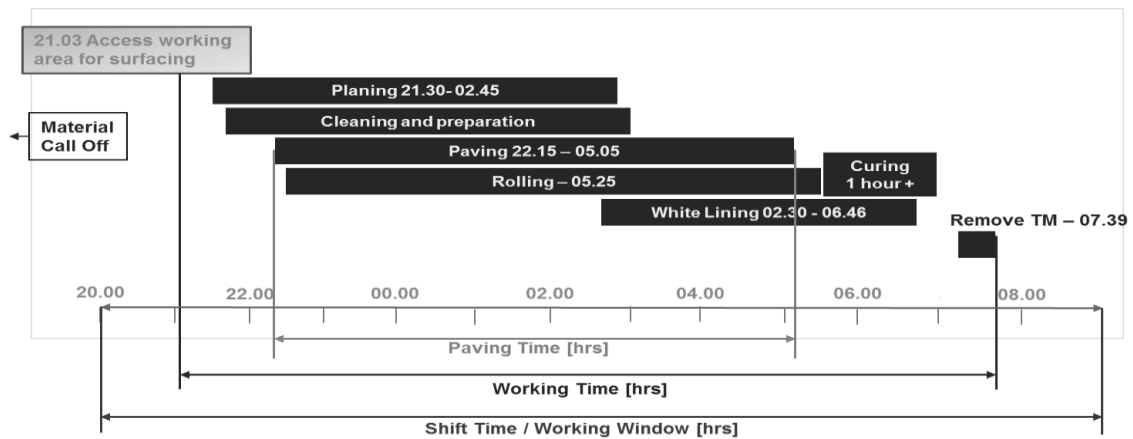 21.03 Access working
area for surfacing
Planing 21.30- 02.45
Material
Call Off
Cleaning and preparation
Paving 22.15 – 05.05
Curing
1 hour +
Rolling – 05.25
White Lining 02.30 - 06.46
Remove TM – 07.39
20.00 22.00 00.00 02.00 04.00 06.00 08.00
Paving Time [hrs]
Working Time [hrs]
Shift Time / Working Window [hrs]